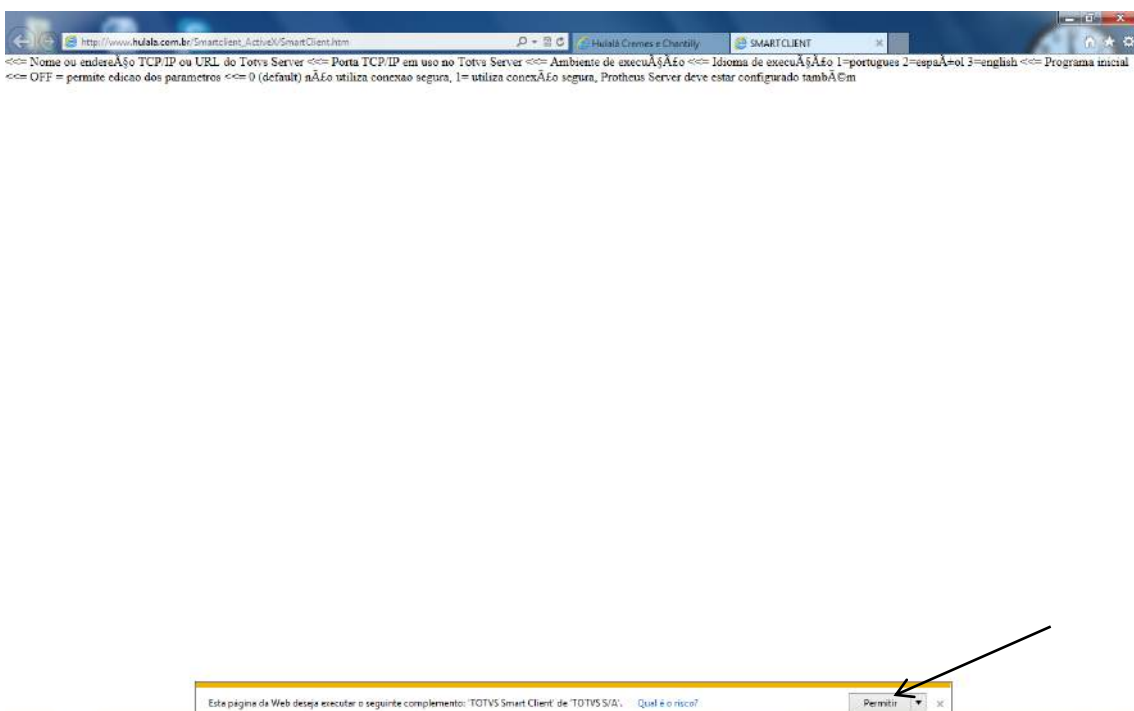 http://www.hulala.com.br/Smartclient_ActiveX/SmartClient.htm
Hulalá Cremes e Chantilly
SMARTCLIENT
<<= Nome ou endereÃ§o TCP/IP ou URL do Totvs Server <<= Porta TCP/IP em uso no Totvs Server <<= Ambiente de execuÃ§Ã£o <<= Idioma de execuÃ§Ã£o 1=portugues 2=espaÃ±ol 3=english <<= Programa inicial
<<= OFF = permite edicao dos parametros <<= 0 (default) nÃ£o utiliza conexao segura, 1= utiliza conexÃ£o segura, Protheus Server deve estar configurado tambÃ©m
Esta página da Web deseja executar o seguinte complemento: 'TOTVS Smart Client' de 'TOTVS S/A'. Qual é o risco? Permitir